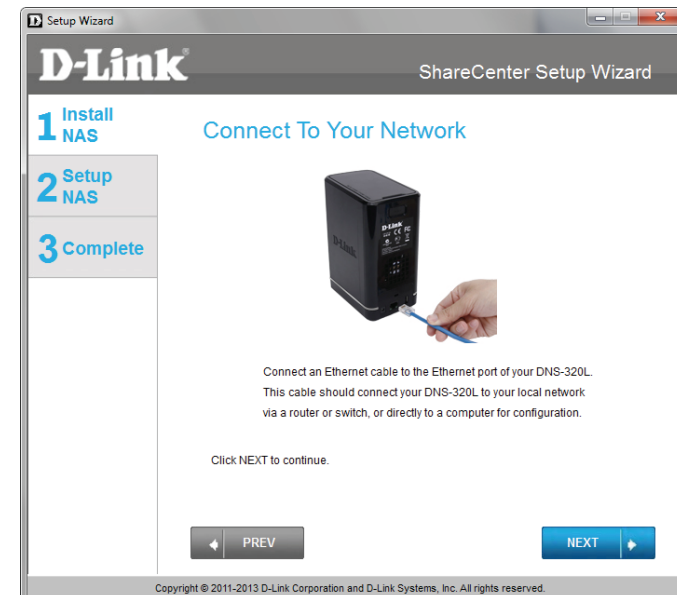 Setup Wizard
D-Link®
ShareCenter Setup Wizard
1 Install
NAS
2 Setup
NAS
3 Complete
Connect To Your Network
D-Link
D-Link
Connect an Ethernet cable to the Ethernet port of your DNS-320L.
This cable should connect your DNS-320L to your local network
via a router or switch, or directly to a computer for configuration.
Click NEXT to continue.
PREV
NEXT
Copyright © 2011-2013 D-Link Corporation and D-Link Systems, Inc. All rights reserved.